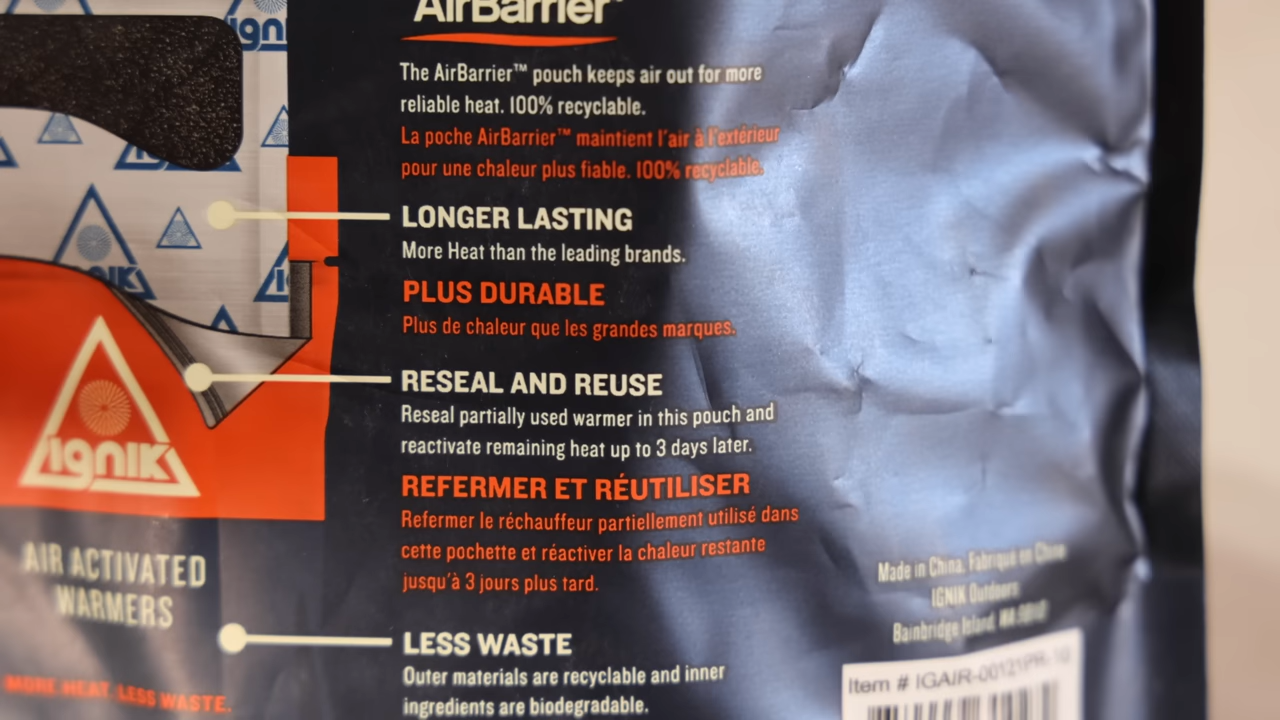 AirBarrier™
The AirBarrier™ pouch keeps air out for more
reliable heat. 100% recyclable.
La poche AirBarrier™ maintient l'air à l'extérieur
pour une chaleur plus fiable. 100% recyclable.
LONGER LASTING
More Heat than the leading brands.
PLUS DURABLE
Plus de chaleur que les grandes marques.
RESEAL AND REUSE
Reseal partially used warmer in this pouch and
reactivate remaining heat up to 3 days later.
REFERMER ET RÉUTILISER
Refermer le réchauffeur partiellement utilisé dans
cette pochette et réactiver la chaleur restante
jusqu'à 3 jours plus tard.
LESS WASTE
Outer materials are recyclable and inner
ingredients are biodegradable.
ignik
ignik
AIR ACTIVATED
WARMERS
MORE HEAT. LESS WASTE.
Made in China. Fabriqué en China
IGNIK Outdoors
Bainbridge Island, WA
Item # IGAIR-00121PR-10